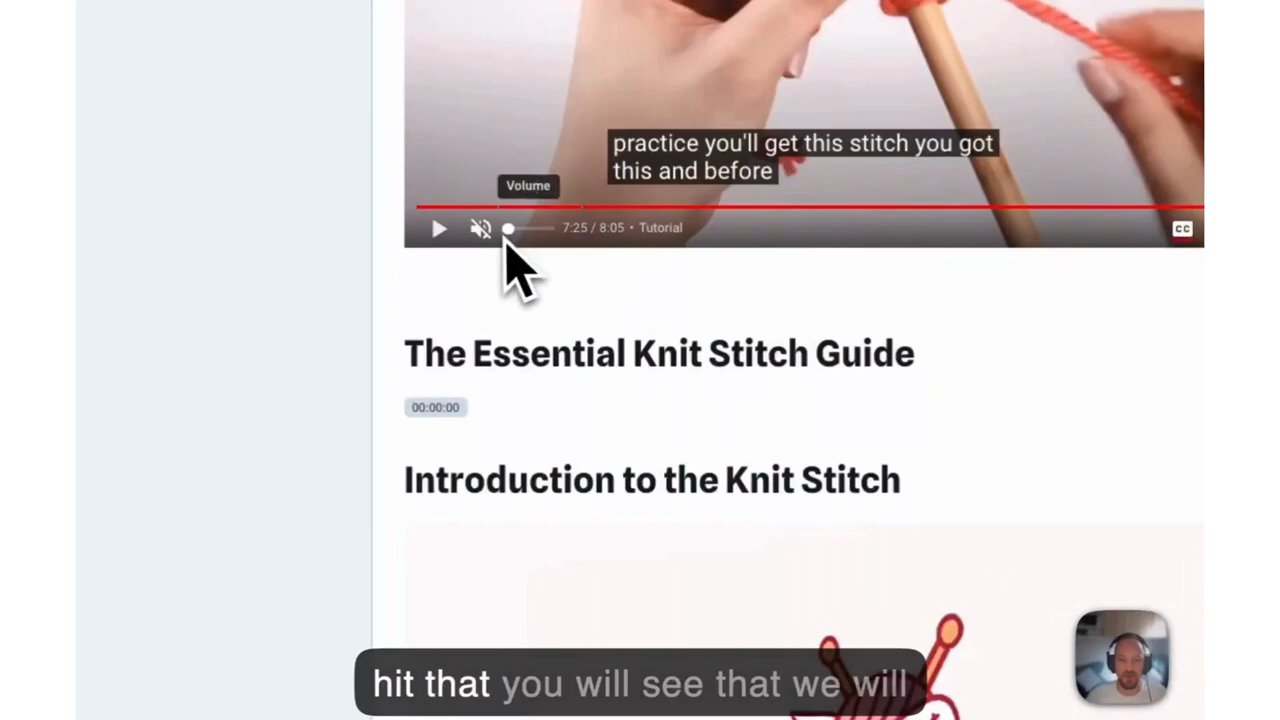 practice you'll get this stitch you got
this and before
Volume
7:25 / 8:05 • Tutorial
CC
The Essential Knit Stitch Guide
00:00:00
Introduction to the Knit Stitch
hit that you will see that we will